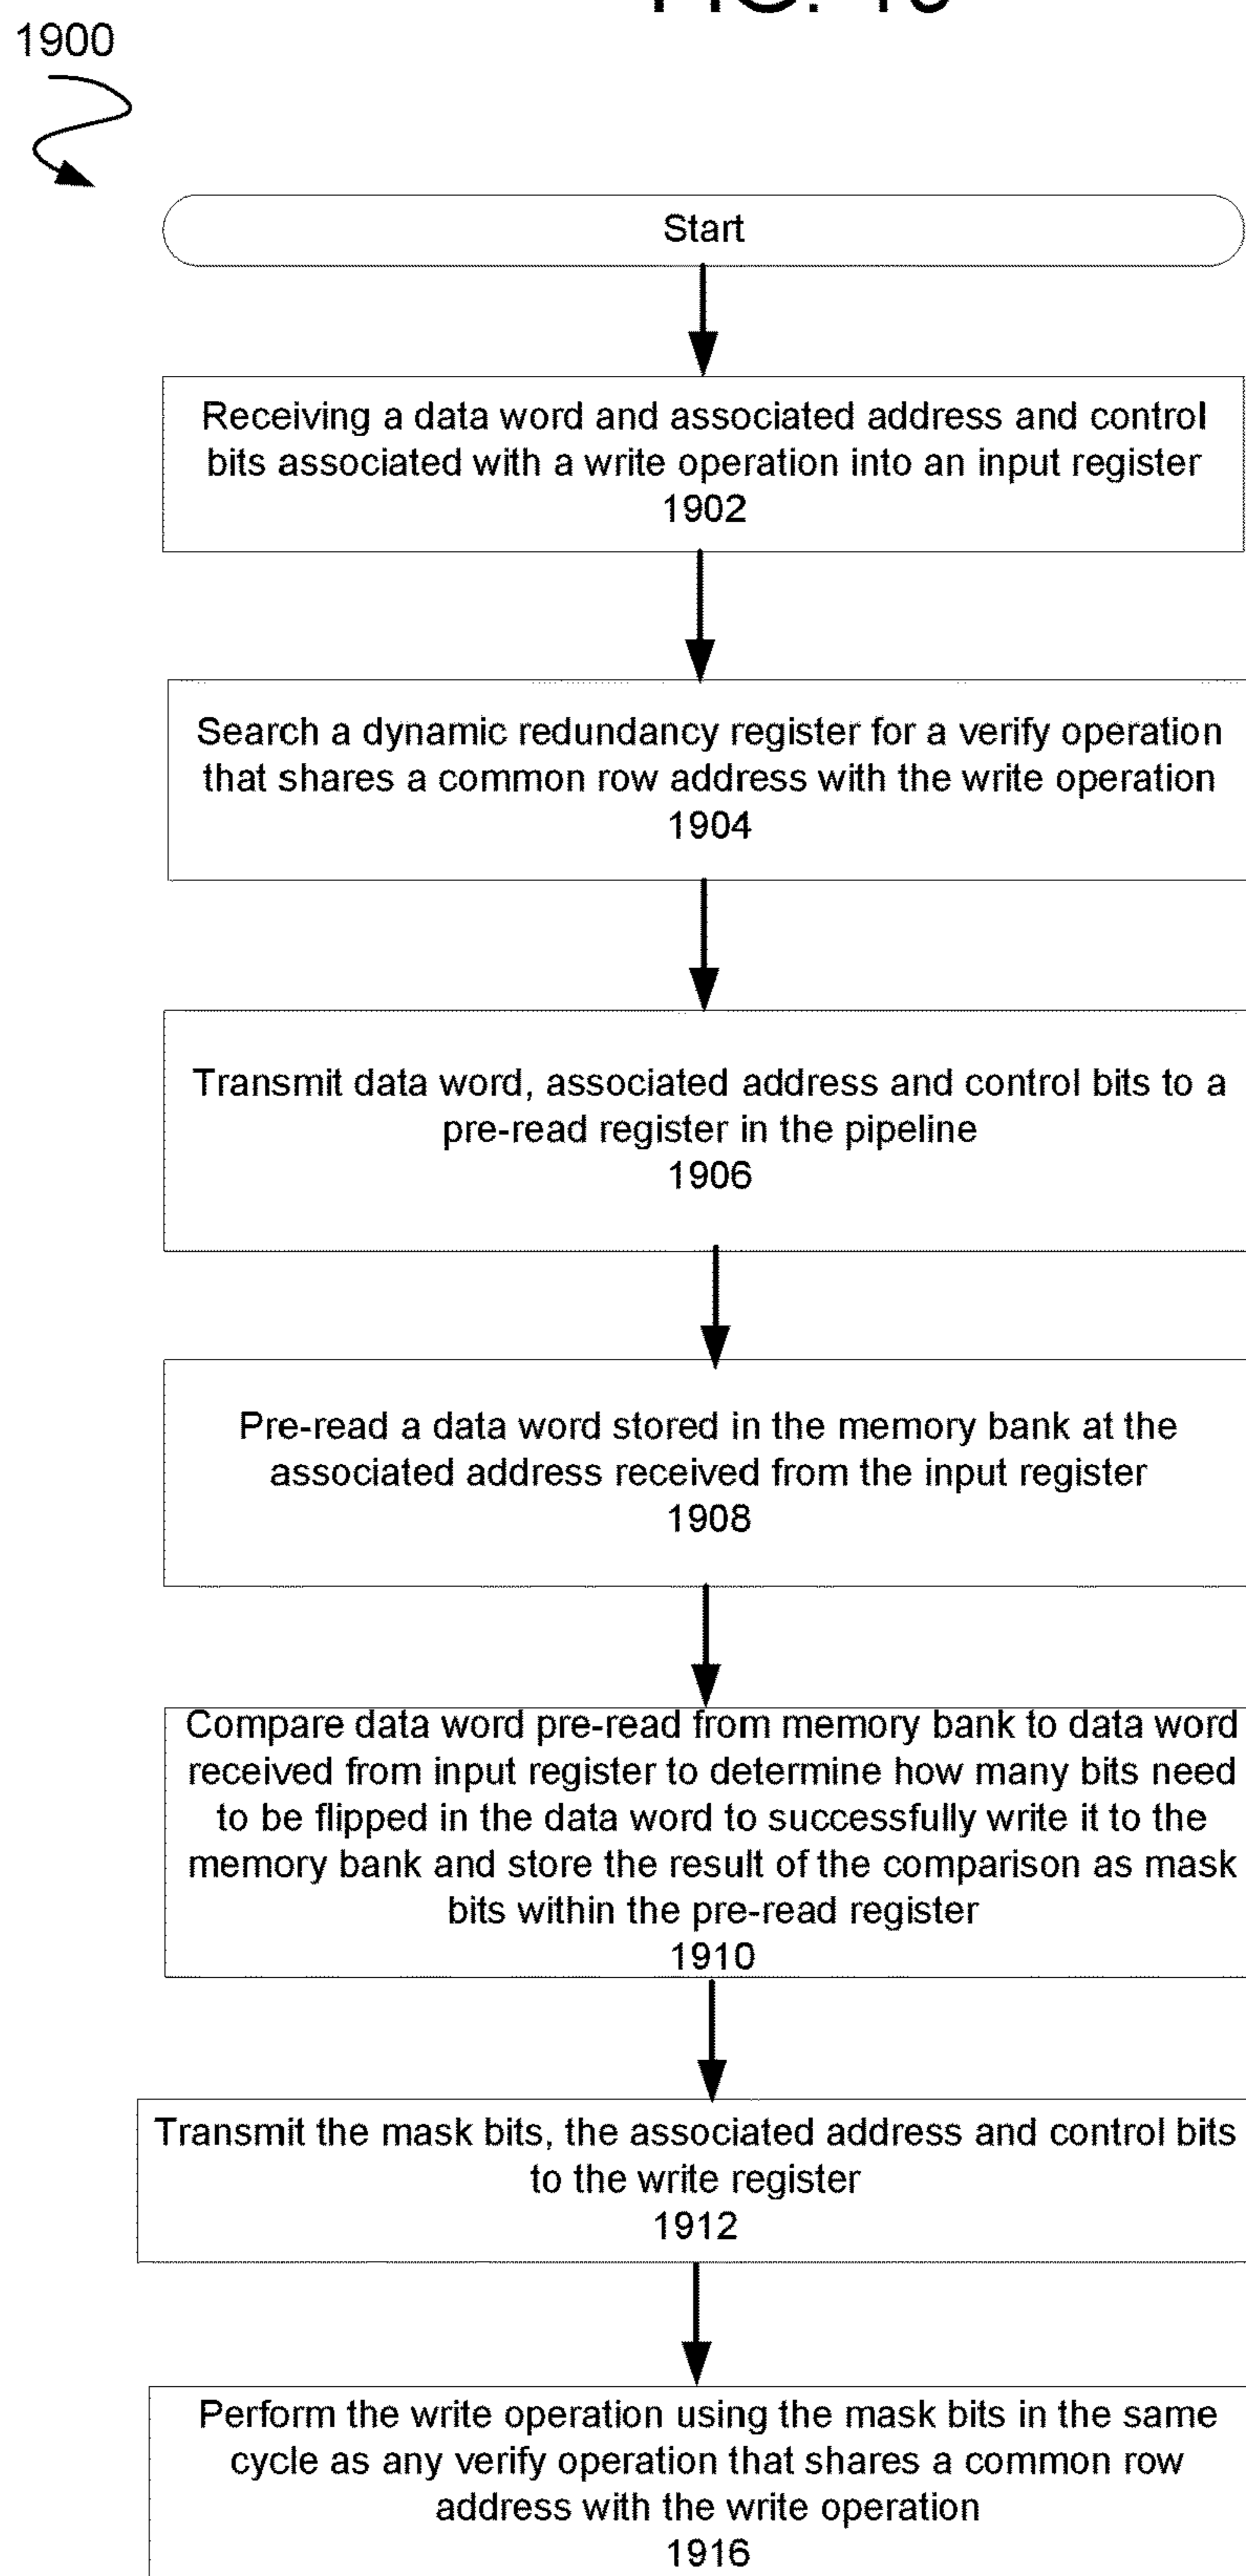 1900
Start
Receiving a data word and associated address and control
bits associated with a write operation into an input register
1902
Search a dynamic redundancy register for a verify operation
that shares a common row address with the write operation
1904
Transmit data word, associated address and control bits to a
pre-read register in the pipeline
1906
Pre-read a data word stored in the memory bank at the
associated address received from the input register
1908
Compare data word pre-read from memory bank to data word
received from input register to determine how many bits need
to be flipped in the data word to successfully write it to the
memory bank and store the result of the comparison as mask
bits within the pre-read register
1910
Transmit the mask bits, the associated address and control bits
to the write register
1912
Perform the write operation using the mask bits in the same
cycle as any verify operation that shares a common row
address with the write operation
1916